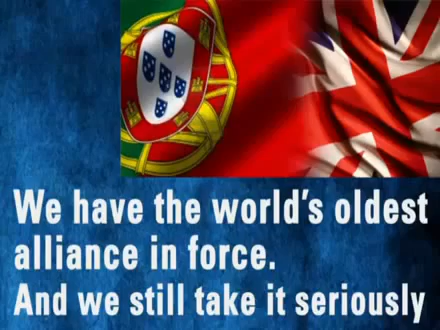 We have the world's oldest
alliance in force.
And we still take it seriously